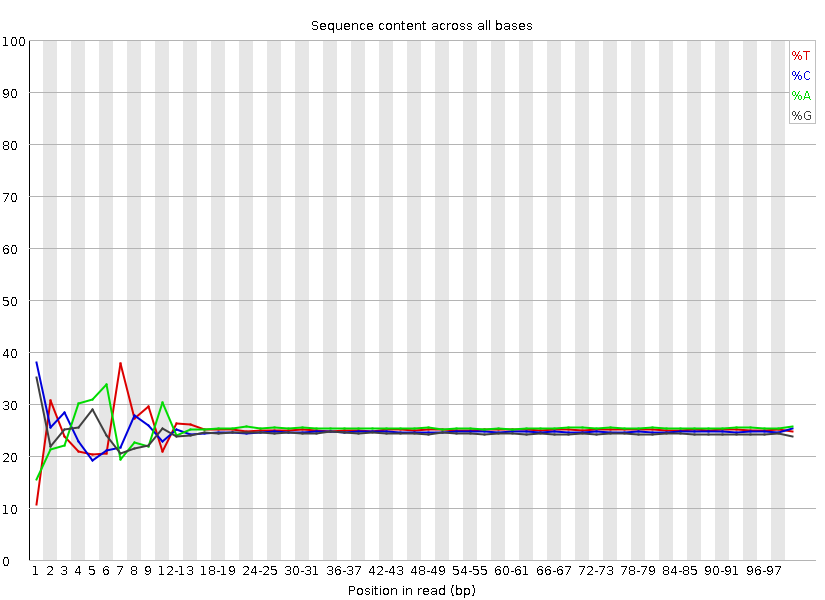 Sequence content across all bases
100
90
80
70
60
50
40
30
20
10
0
%T
%C
%A
%G
1 2 3 4 5 6 7 8 9 12-13 18-19 24-25 30-31 36-37 42-43 48-49 54-55 60-61 66-67 72-73 78-79 84-85 90-91 96-97
Position in read (bp)